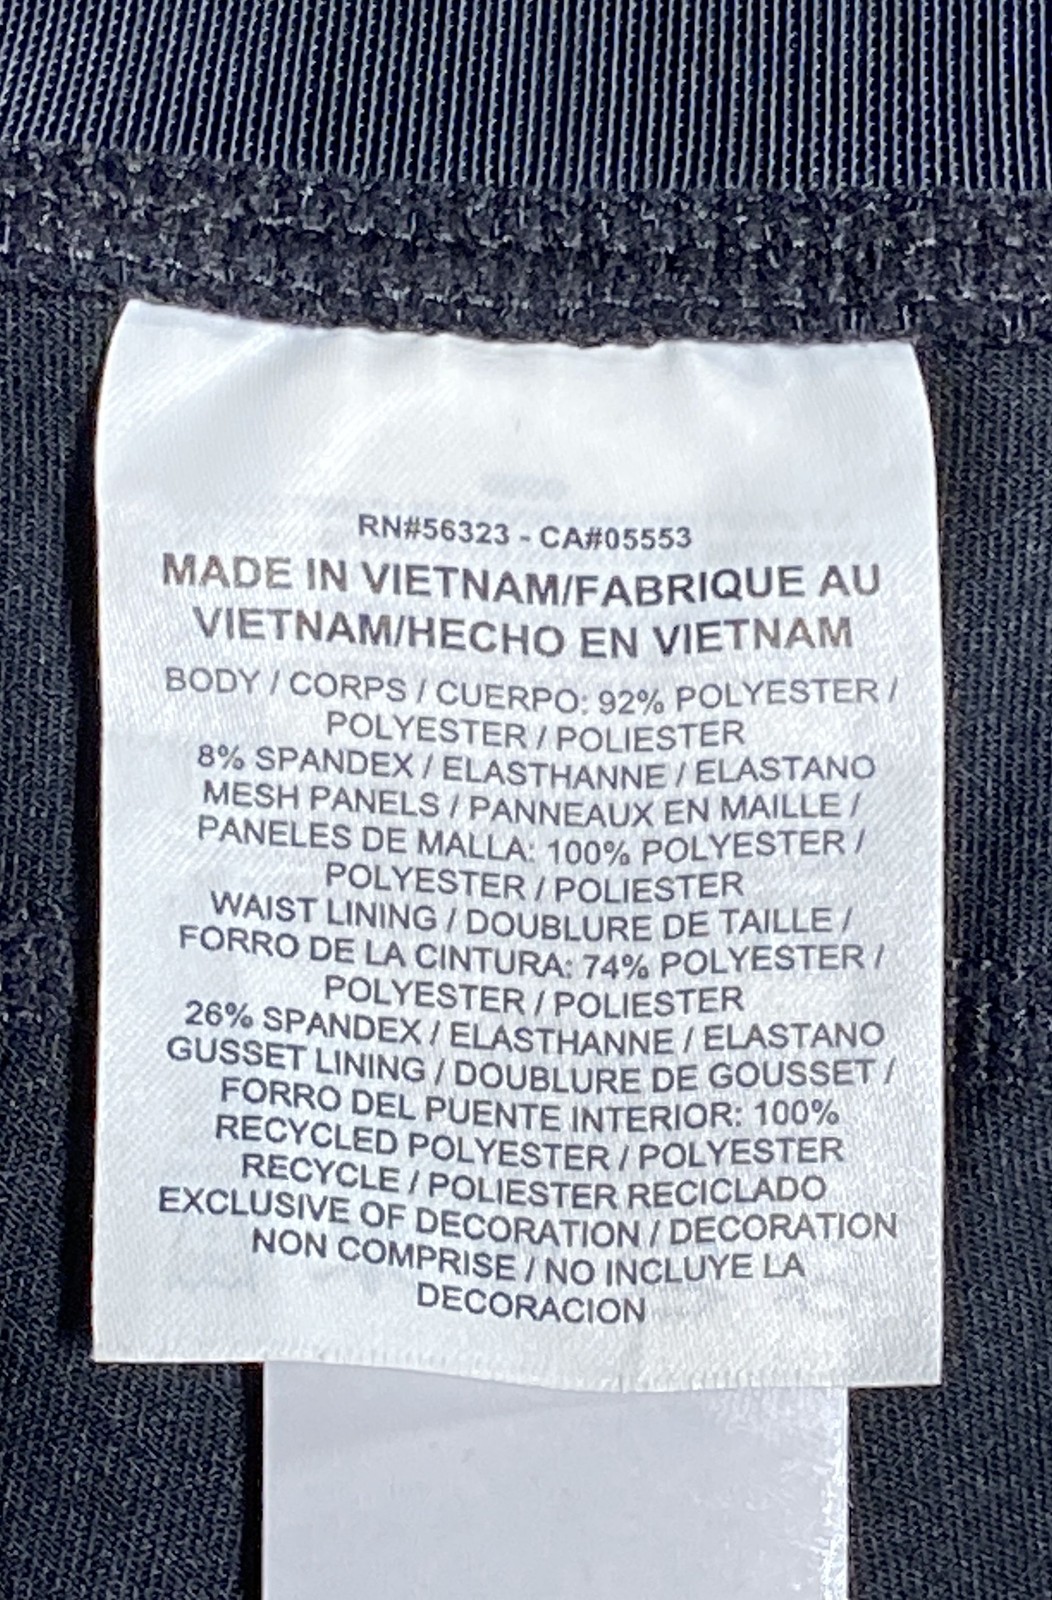 RN#56323 - CA#05553
MADE IN VIETNAM/FABRIQUE AU
VIETNAM/HECHO EN VIETNAM
BODY / CORPS / CUERPO: 92% POLYESTER /
POLYESTER / POLIESTER
8% SPANDEX / ELASTHANNE / ELASTANO
MESH PANELS / PANNEAUX EN MAILLE /
PANELES DE MALLA: 100% POLYESTER /
POLYESTER / POLIESTER
WAIST LINING / DOUBLURE DE TAILLE /
FORRO DE LA CINTURA: 74% POLYESTER /
POLYESTER / POLIESTER
26% SPANDEX / ELASTHANNE / ELASTANO
GUSSET LINING / DOUBLURE DE GOUSSET /
FORRO DEL PUENTE INTERIOR: 100%
RECYCLED POLYESTER / POLYESTER
RECYCLE / POLIESTER RECICLADO
EXCLUSIVE OF DECORATION / DECORATION
NON COMPRISE / NO INCLUYE LA
DECORACION